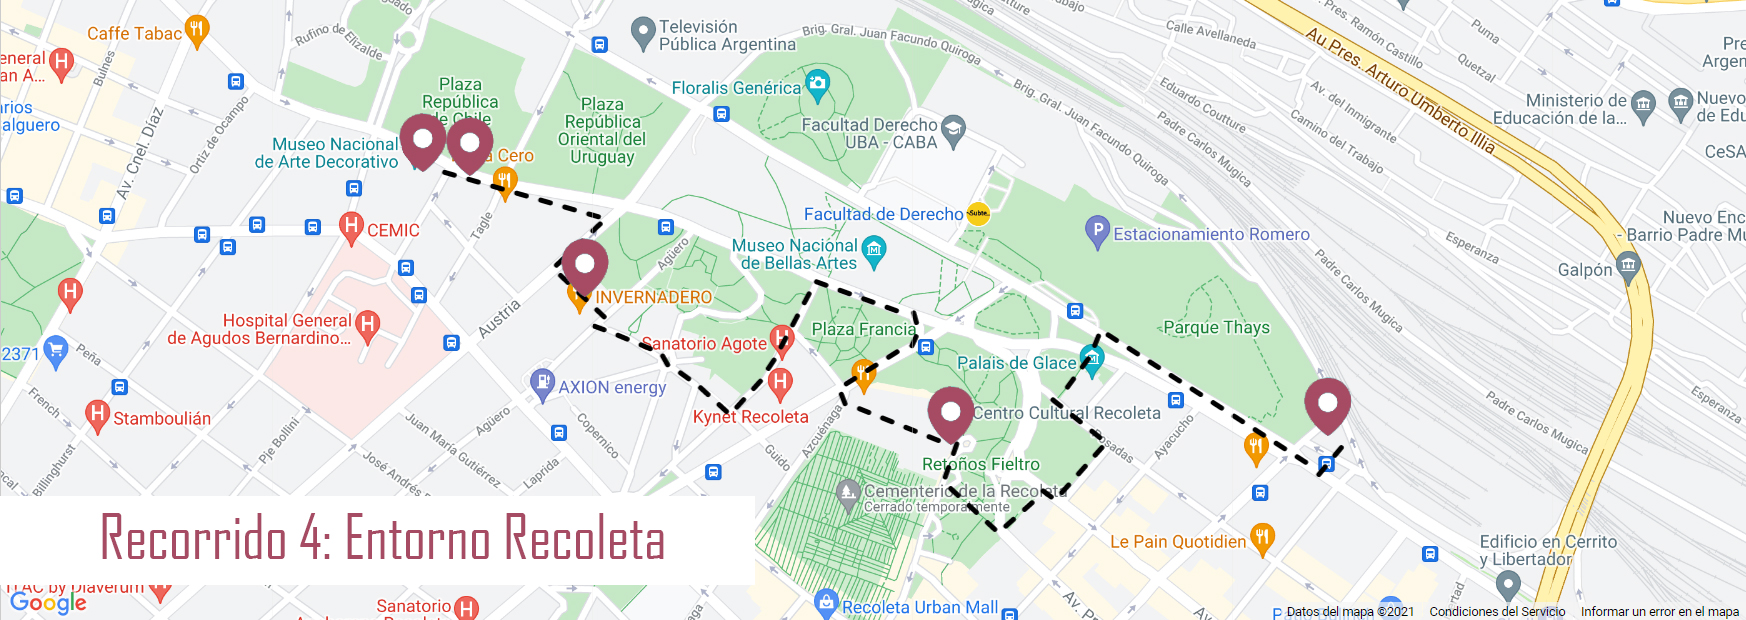 Caffe Tabac
Rufino de Elizalde
Televisión
Pública Argentina
Brig. Gral. Juan Facundo Quiroga
Mugica
Trabajo
Calle Avellaneda
Pres. Ramón Castillo
Puma
Quetzal
Au Pres. Arturo Umberto Illia
General
an A...
Bulnes
Plaza
República
de Chile
Plaza
República
Oriental del
Uruguay
Floralis Genérica
Brig. Gral. Juan Facundo Quiroga
Eduardo Couture
Padre Carlos Mugica
Av. del Inmigrante
Camino del Trabajo
Ministerio de
Educación de la...
Nuevo
de Edu
Pre
Argen
CeSA
arios
alguero
Av. Cnel. Díaz
Ortiz de Ocampo
Museo Nacional
de Arte Decorativo
Cero
Facultad Derecho
UBA - CABA
Facultad de Derecho
Subte
Estacionamiento Romero
P
Esperanza
Nuevo Enc
- Barrio Padre Mu
Galpón
Padre Carlos Mugica
CEMIC
Tagle
Agüero
Museo Nacional
de Bellas Artes
INVERNADERO
Austria
Hospital General
de Agudos Bernardino...
2371
Peña
Sanatorio Agote
Plaza Francia
Palais de Glace
Parque Thays
AXION energy
Kynet Recoleta
Centro Cultural Recoleta
Stamboulián
French
Billinghurst
Pje Bollini
Juan María Gutiérrez
José Andrés
Agüero
Laprida
Copernico
Azcuénaga
Guido
Posadas
Ayacucho
Padre Carlos Mugica
Esperanza
Retoños Fieltro
Cementerio de la Recoleta
Cerrado temporalmente
Recorrido 4: Entorno Recoleta
Le Pain Quotidien
Edificio en Cerrito
y Libertador
Google
Sanatorio
Recoleta Urban Mall
Datos del mapa ©2021
Condiciones del Servicio
Informar un error en el mapa